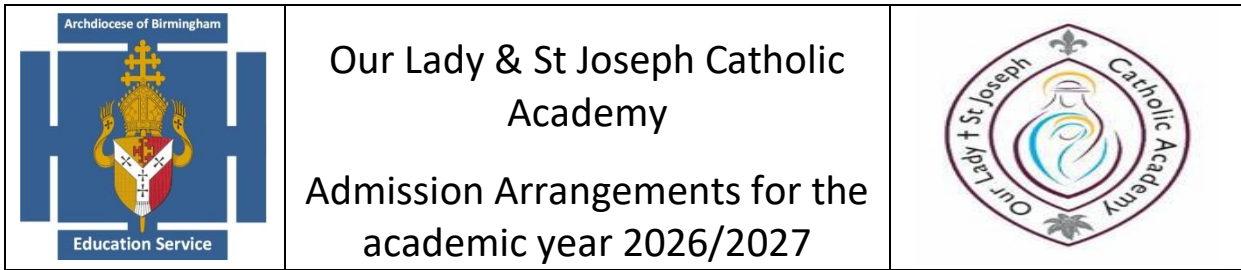 Archdiocese of Birmingham
Education Service
Our Lady & St Joseph Catholic
Academy
Admission Arrangements for the
academic year 2026/2027
Our Lady † St Joseph Catholic Academy